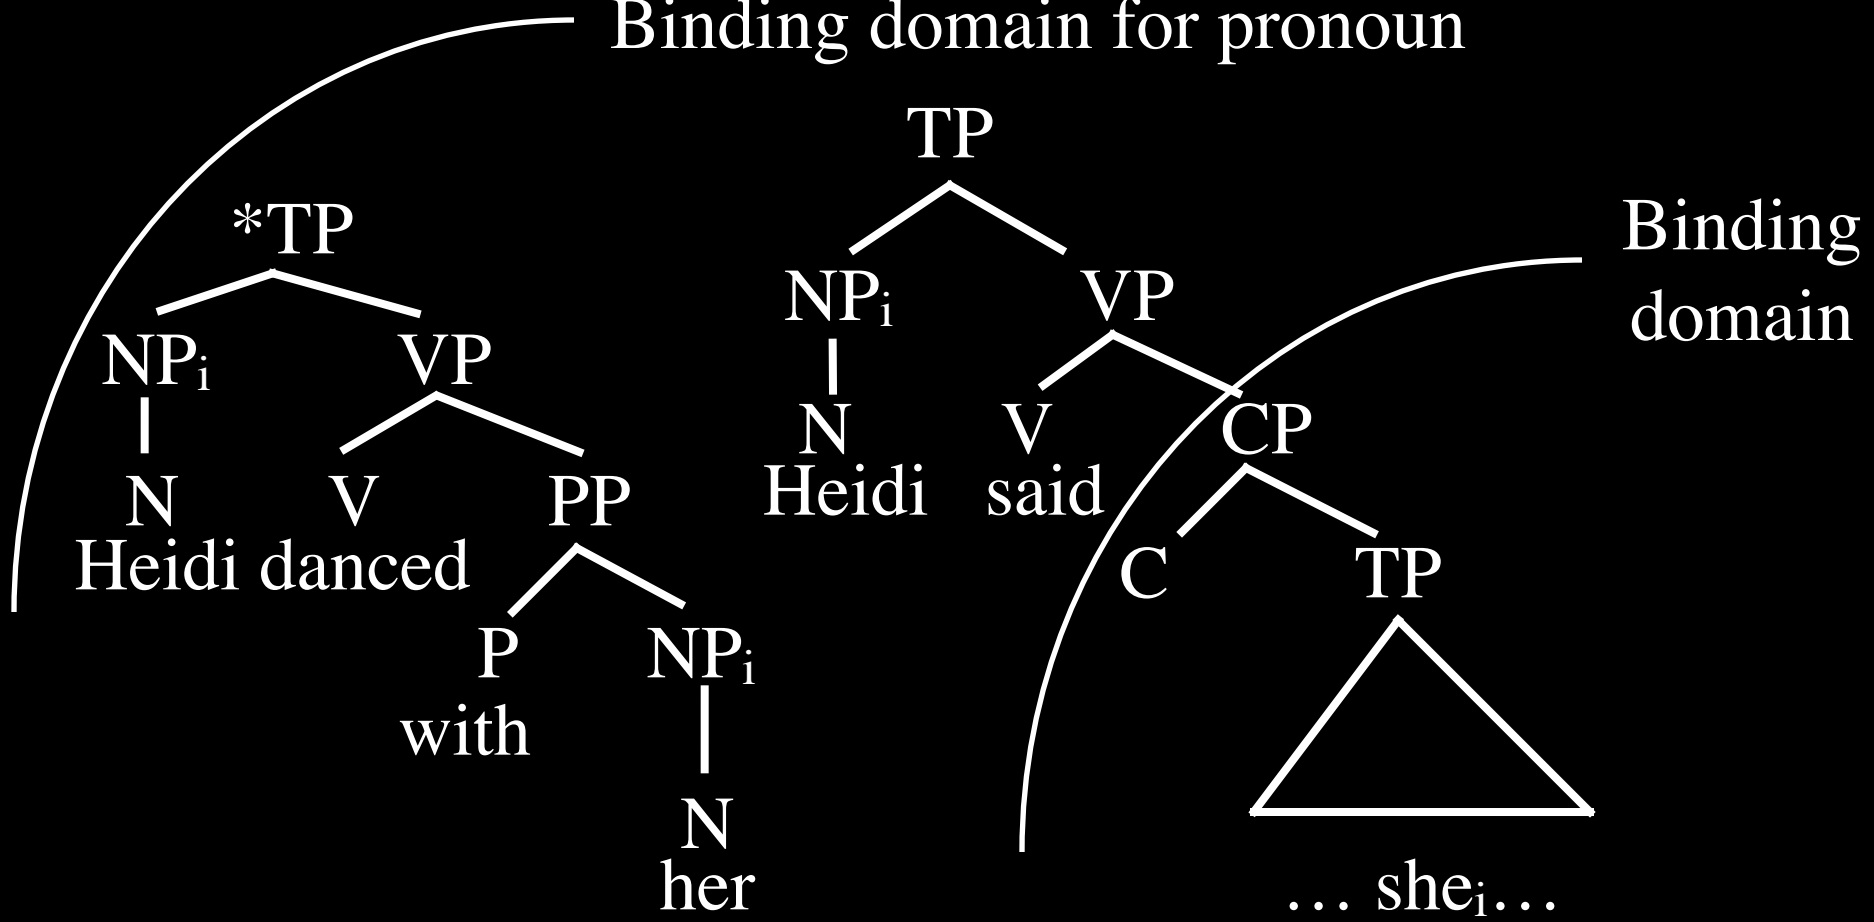 Binding domain for pronoun
TP
*TP
Binding
domain
NPi
VP
NPi
VP
N
V
CP
Heidi
said
N
V
PP
Heidi danced
C
TP
P
NPi
with
N
her
… shei…